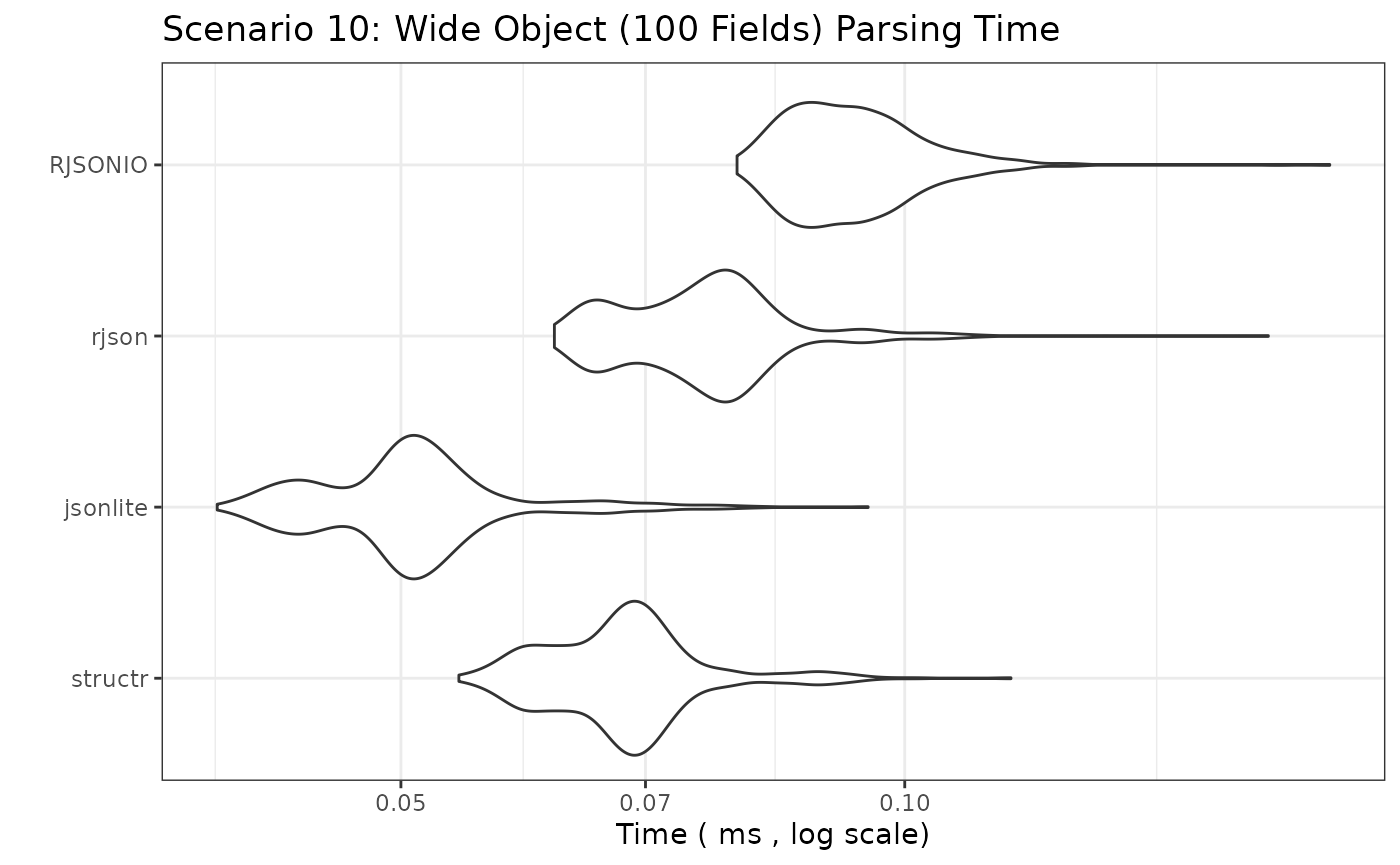 Scenario 10: Wide Object (100 Fields) Parsing Time
RJSONIO
rjson
jsonlite
structr
0.05 0.07 0.10
Time ( ms , log scale)